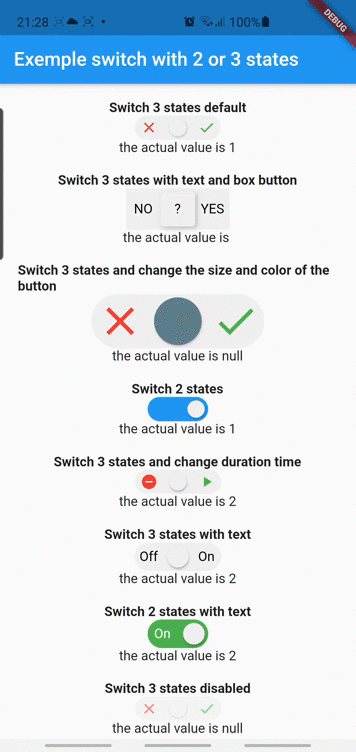 21:28 100%
DEBUG
Exemple switch with 2 or 3 states
Switch 3 states default
the actual value is 1
Switch 3 states with text and box button
NO ? YES
the actual value is
Switch 3 states and change the size and color of the
button
the actual value is null
Switch 2 states
the actual value is 1
Switch 3 states and change duration time
the actual value is 2
Switch 3 states with text
Off On
the actual value is 2
Switch 2 states with text
On
the actual value is 2
Switch 3 states disabled
the actual value is null